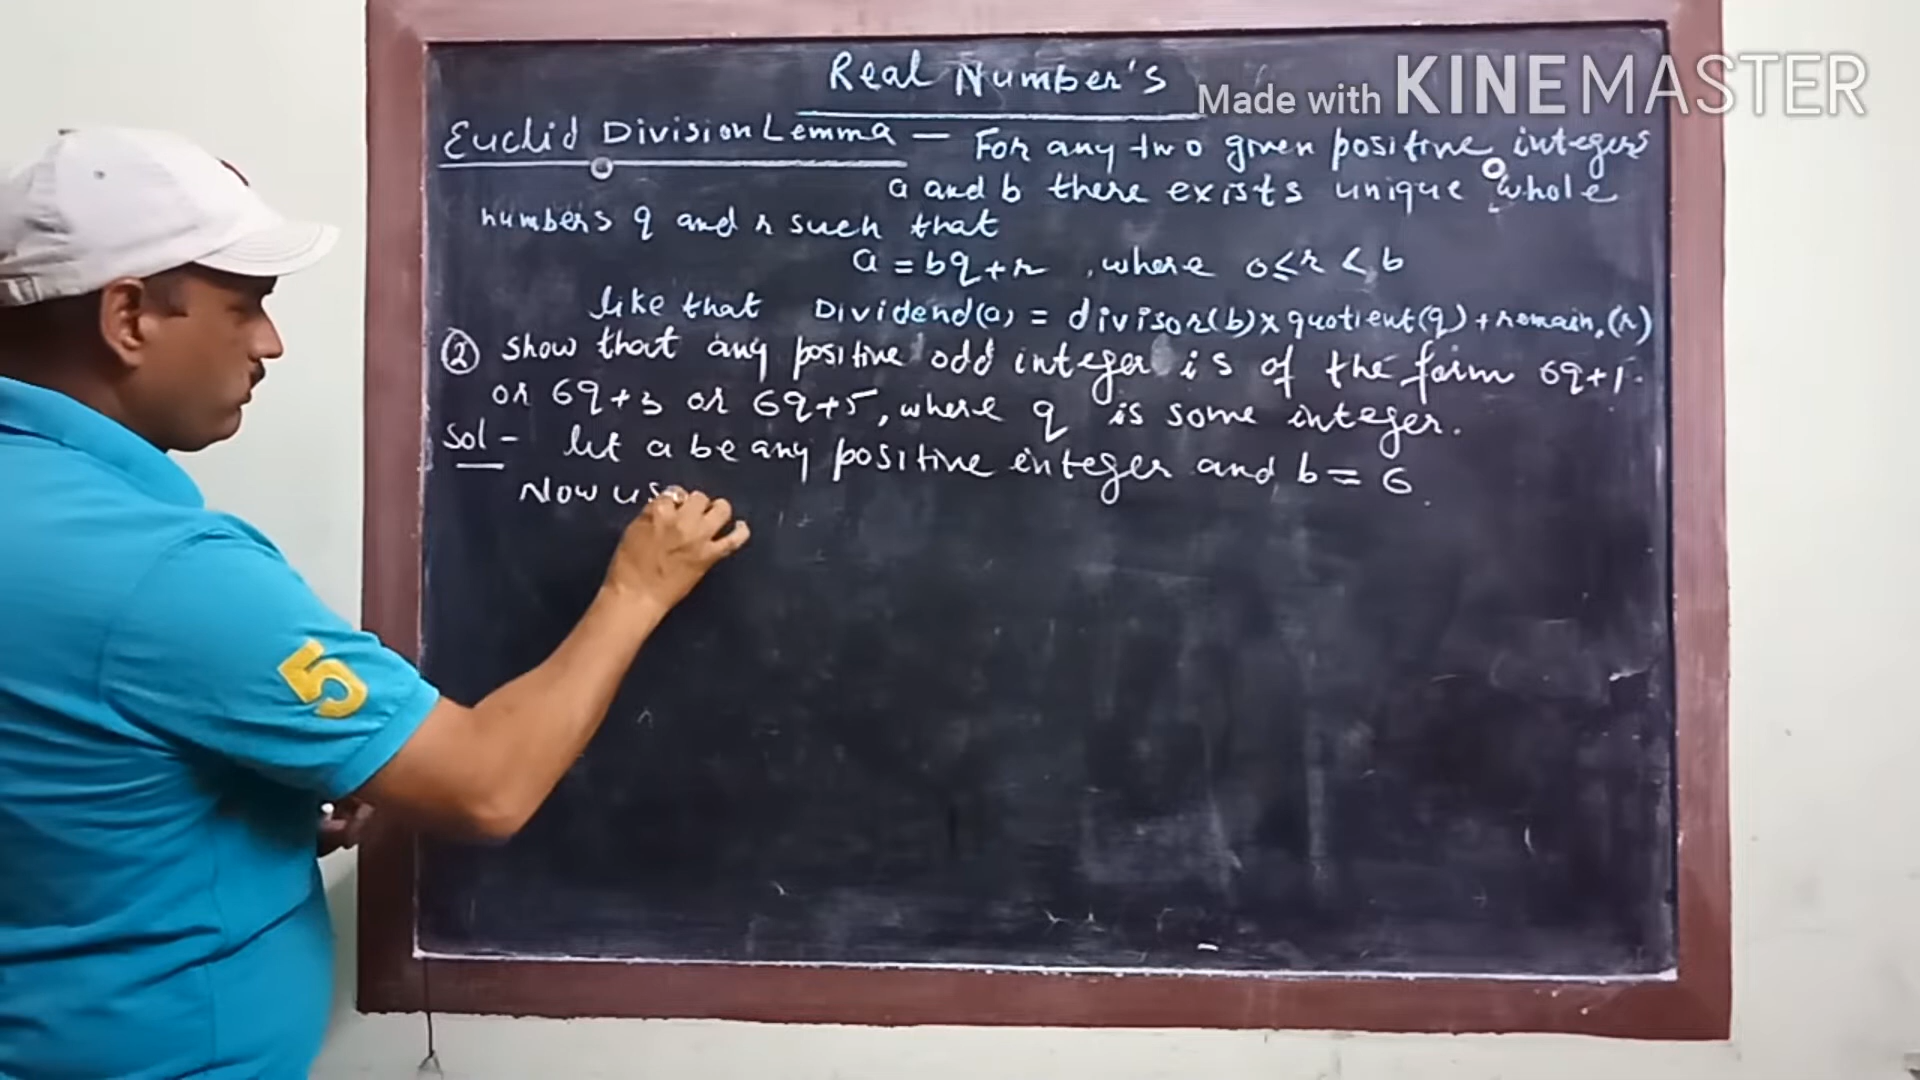 Real Number's
Made with KINEMASTER
Euclid Division Lemma — For any two given positive integers
a and b there exists unique whole
numbers q and r such that
a = bq + r , where 0 ≤ r < b
like that Dividend(a) = divisor(b) x quotient(q) + remain.(r)
② Show that any positive odd integer is of the form 6q+1.
or 6q+3 or 6q+5, where q is some integer.
Sol - let a be any positive integer and b = 6.
Now us
5